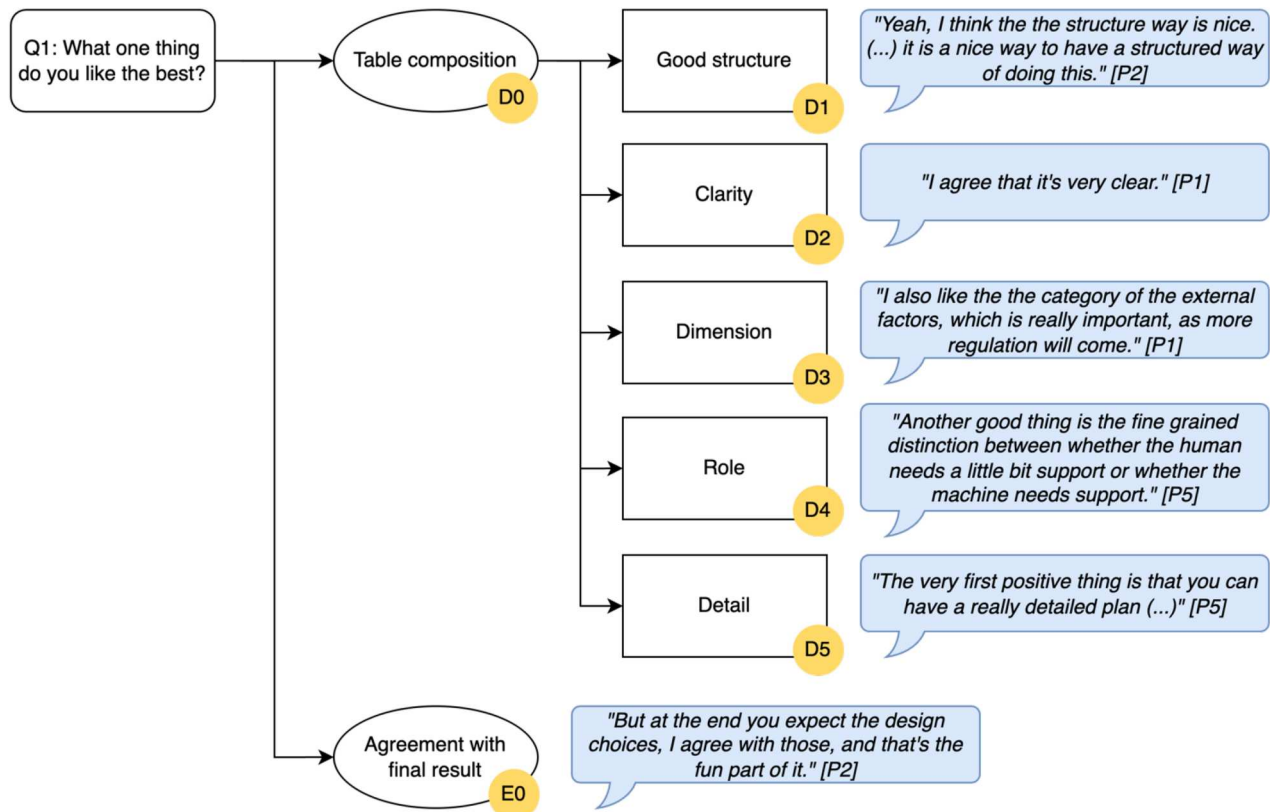 Q1: What one thing
do you like the best?
Table composition
D0
Good structure
D1
"Yeah, I think the the structure way is nice.
(...) it is a nice way to have a structured way
of doing this." [P2]
Clarity
D2
"I agree that it's very clear." [P1]
Dimension
D3
"I also like the the category of the external
factors, which is really important, as more
regulation will come." [P1]
Role
D4
"Another good thing is the fine grained
distinction between whether the human
needs a little bit support or whether the
machine needs support." [P5]
Detail
D5
"The very first positive thing is that you can
have a really detailed plan (...)" [P5]
Agreement with
final result
E0
"But at the end you expect the design
choices, I agree with those, and that's the
fun part of it." [P2]